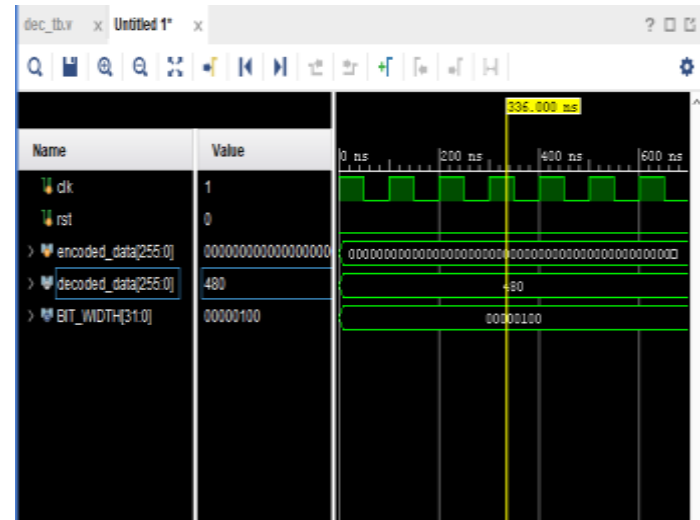 dec_tb.v x Untitled 1* x ?
336.000 ms
Name Value 0 ns 200 ns 400 ns 600 ns
clk 1
rst 0
encoded_data[255:0]
decoded_data[255:0] 480 480
BIT_WIDTH[31:0] 00000100 00000100